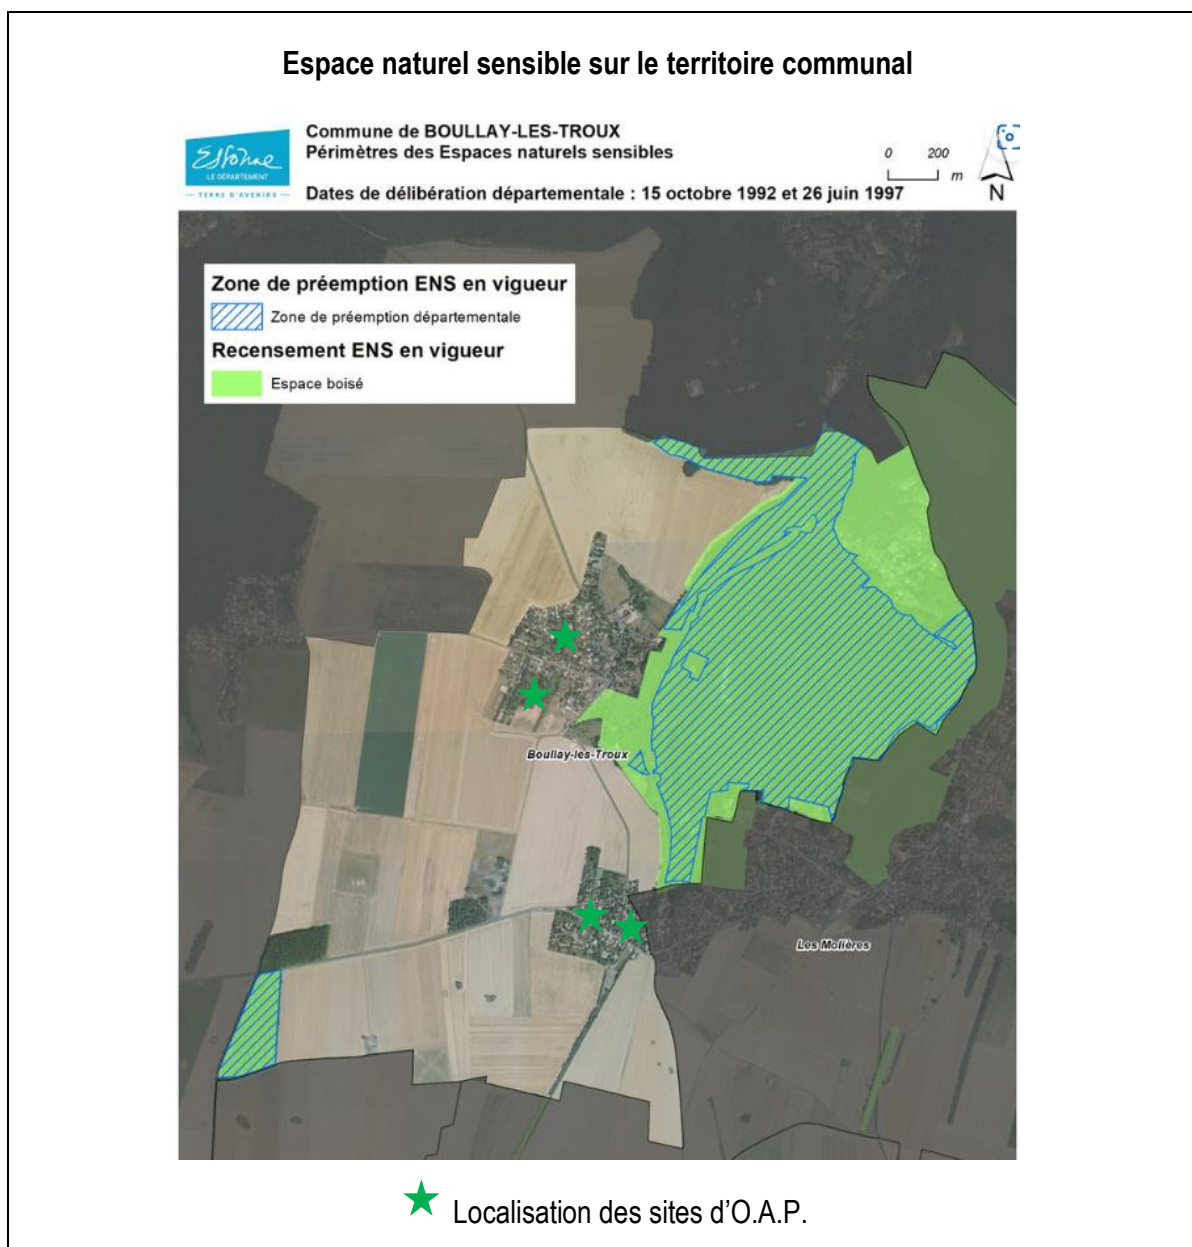 Espace naturel sensible sur le territoire communal
Essonne
LE DÉPARTEMENT
— TERRE D'AVENIR —
Commune de BOULLAY-LES-TROUX
Périmètres des Espaces naturels sensibles
Dates de délibération départementale : 15 octobre 1992 et 26 juin 1997
0 200
m
N
Zone de préemption ENS en vigueur
Zone de préemption départementale
Recensement ENS en vigueur
Espace boisé
Boullay-les-Troux
Les Molières
Localisation des sites d'O.A.P.